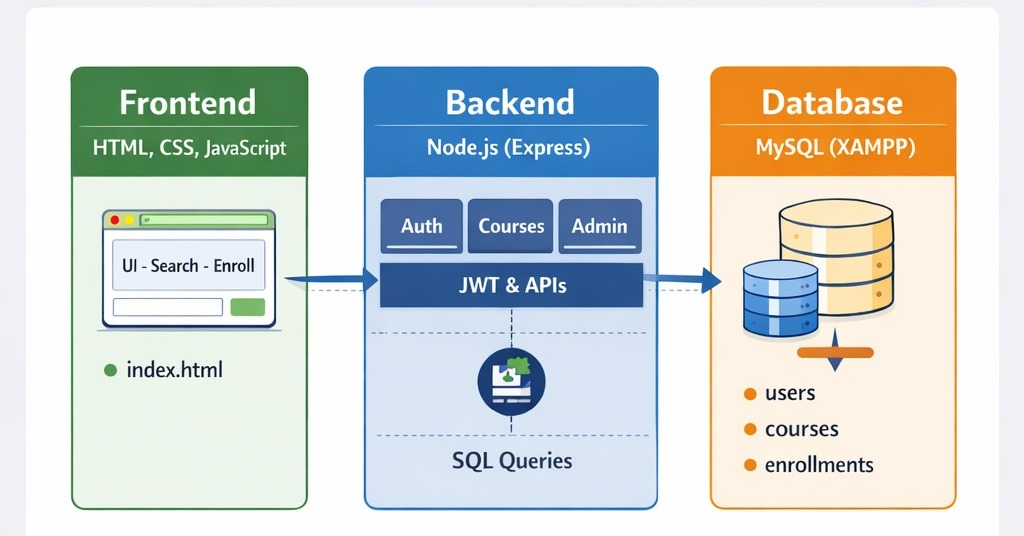 Frontend
HTML, CSS, JavaScript
UI - Search - Enroll
index.html
Backend
Node.js (Express)
Auth
Courses
Admin
JWT & APIs
SQL Queries
Database
MySQL (XAMPP)
users
courses
enrollments